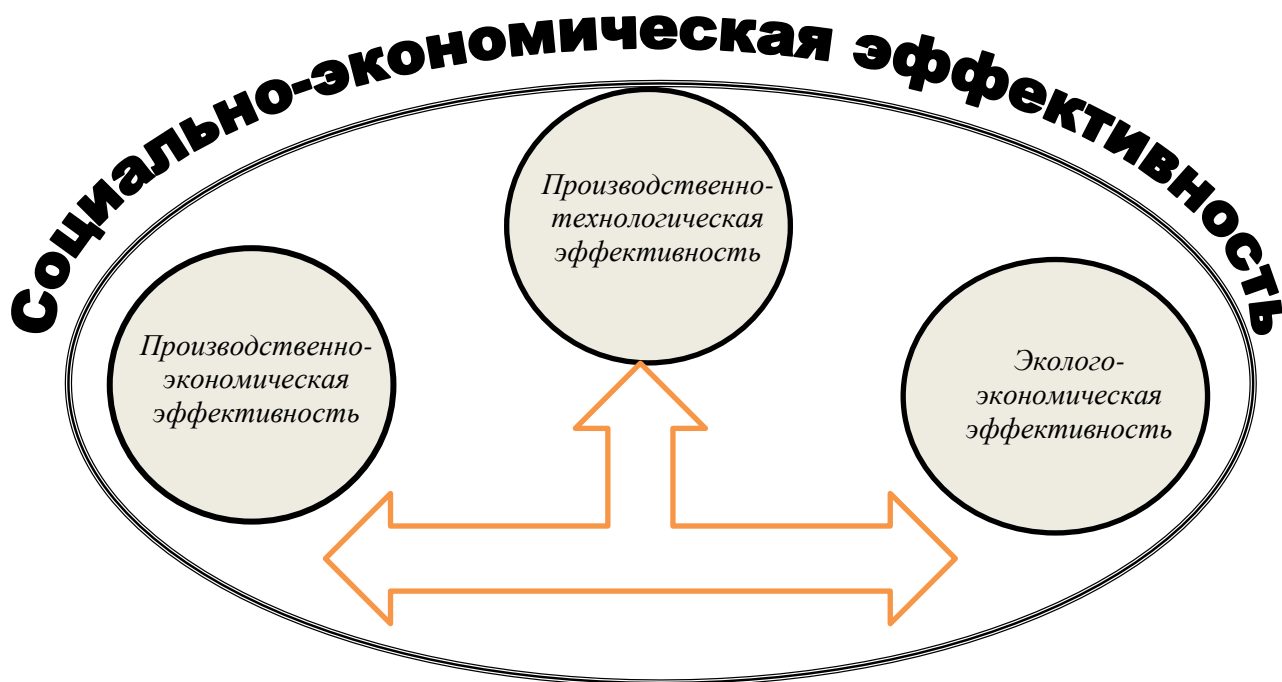 Социально-экономическая эффективность
Производственно-
технологическая
эффективность
Производственно-
экономическая
эффективность
Эколого-
экономическая
эффективность